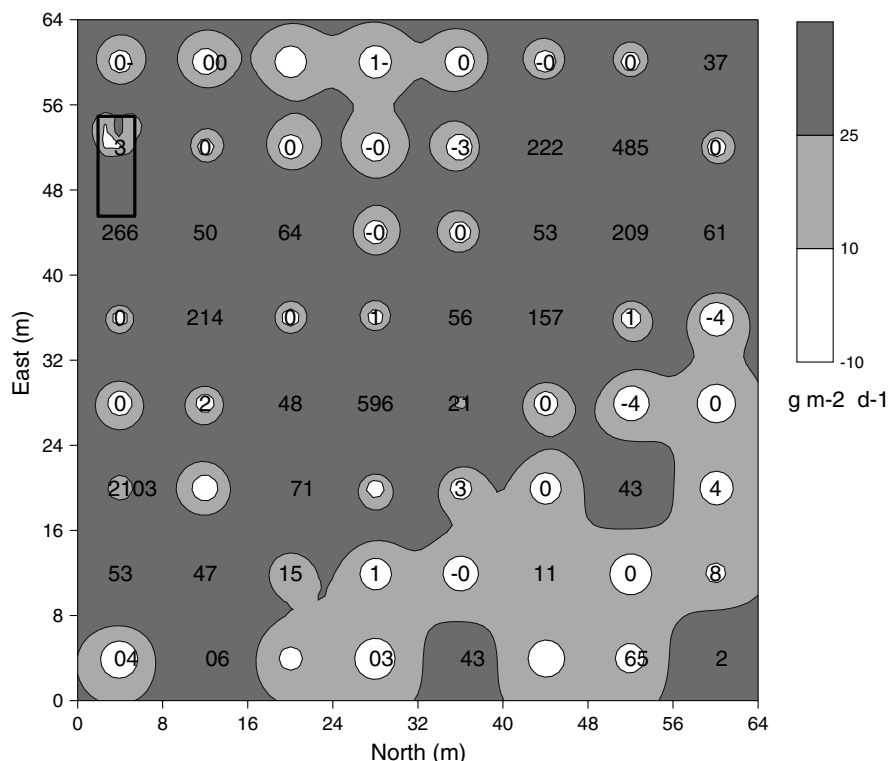 64
0- 00 1- 0 -0 0 37
56
3 0 0 -0 -3 222 485 0
48
266 50 64 -0 0 53 209 61
40
0 214 0 1 56 157 1 -4
32
0 2 48 596 21 0 -4 0
24
2103 71 3 0 43 4
16
53 47 15 1 -0 11 0 8
8
04 06 03 43 65 2
0
0 8 16 24 32 40 48 56 64
North (m)
East (m)
25
10
-10
g m-2 d-1